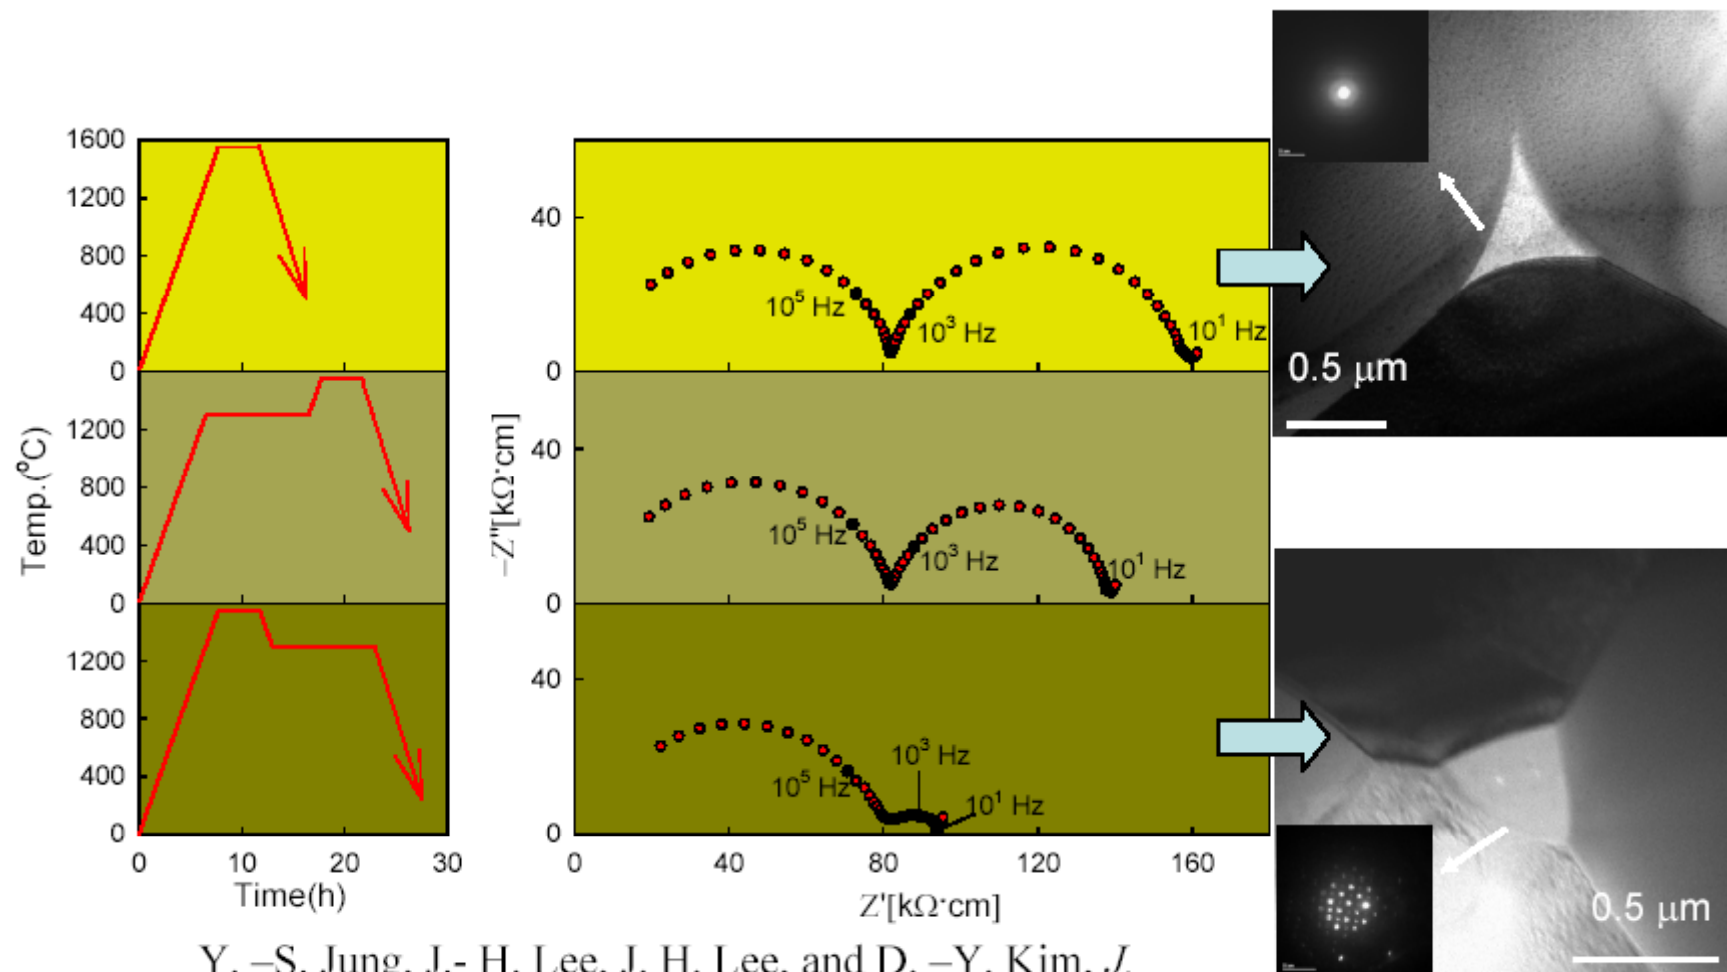 1600
1200
800
400
0
1200
800
400
0
1200
800
400
0
Temp.(⁰C)
0 10 20 30
Time(h)
40
0
40
0
40
0
–Z"[kΩ·cm]
0 40 80 120 160
Z'[kΩ·cm]
10⁵ Hz
10³ Hz
10¹ Hz
10⁵ Hz
10³ Hz
10¹ Hz
10⁵ Hz
10³ Hz
10¹ Hz
0.5 μm
0.5 μm
Y. –S. Jung, J.- H. Lee, J. H. Lee, and D. –Y. Kim, J.